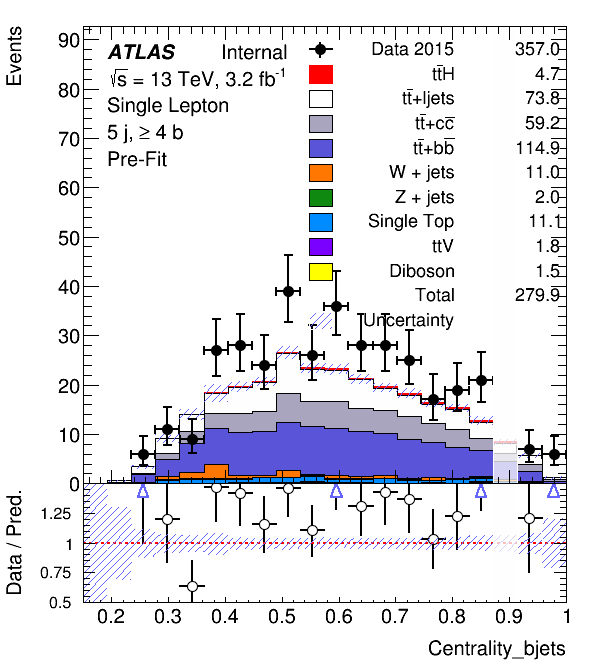 Events
90
80
70
60
50
40
30
20
10
0
ATLAS Internal
√s = 13 TeV, 3.2 fb⁻¹
Single Lepton
5 j, ≥ 4 b
Pre-Fit
Data 2015 357.0
tt̄H 4.7
tt̄+ljets 73.8
tt̄+cc̄ 59.2
tt̄+bb̄ 114.9
W + jets 11.0
Z + jets 2.0
Single Top 11.1
ttV 1.8
Diboson 1.5
Total 279.9
Uncertainty
Data / Pred.
1.25
1
0.75
0.5
0.2 0.3 0.4 0.5 0.6 0.7 0.8 0.9 1
Centrality_bjets